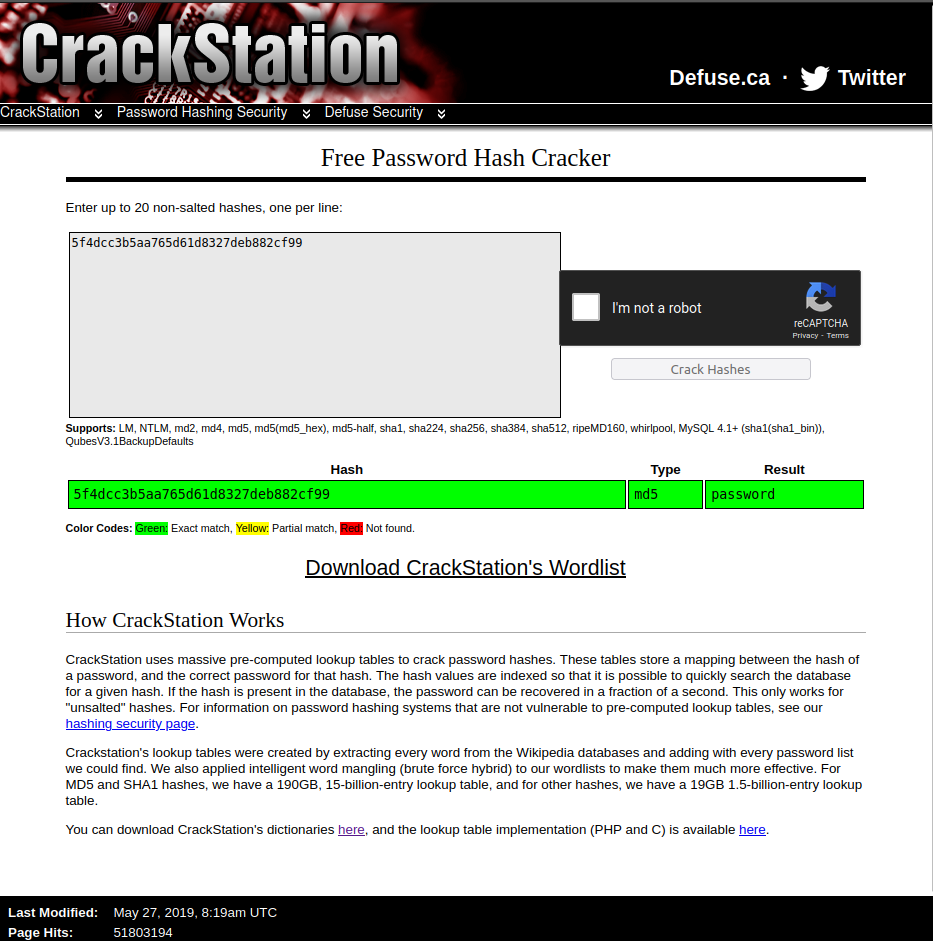 CrackStation
Defuse.ca · Twitter
CrackStation Password Hashing Security Defuse Security
Free Password Hash Cracker
Enter up to 20 non-salted hashes, one per line:
5f4dcc3b5aa765d61d8327deb882cf99
I'm not a robot
reCAPTCHA
Privacy - Terms
Crack Hashes
Supports: LM, NTLM, md2, md4, md5, md5(md5_hex), md5-half, sha1, sha224, sha256, sha384, sha512, ripeMD160, whirlpool, MySQL 4.1+ (sha1(sha1_bin)),
QubesV3.1BackupDefaults
Hash Type Result
5f4dcc3b5aa765d61d8327deb882cf99 md5 password
Color Codes: Green: Exact match, Yellow: Partial match, Red: Not found.
Download CrackStation's Wordlist
How CrackStation Works
CrackStation uses massive pre-computed lookup tables to crack password hashes. These tables store a mapping between the hash of
a password, and the correct password for that hash. The hash values are indexed so that it is possible to quickly search the database
for a given hash. If the hash is present in the database, the password can be recovered in a fraction of a second. This only works for
"unsalted" hashes. For information on password hashing systems that are not vulnerable to pre-computed lookup tables, see our
hashing security page.
Crackstation's lookup tables were created by extracting every word from the Wikipedia databases and adding with every password list
we could find. We also applied intelligent word mangling (brute force hybrid) to our wordlists to make them much more effective. For
MD5 and SHA1 hashes, we have a 190GB, 15-billion-entry lookup table, and for other hashes, we have a 19GB 1.5-billion-entry lookup
table.
You can download CrackStation's dictionaries here, and the lookup table implementation (PHP and C) is available here.
Last Modified: May 27, 2019, 8:19am UTC
Page Hits: 51803194